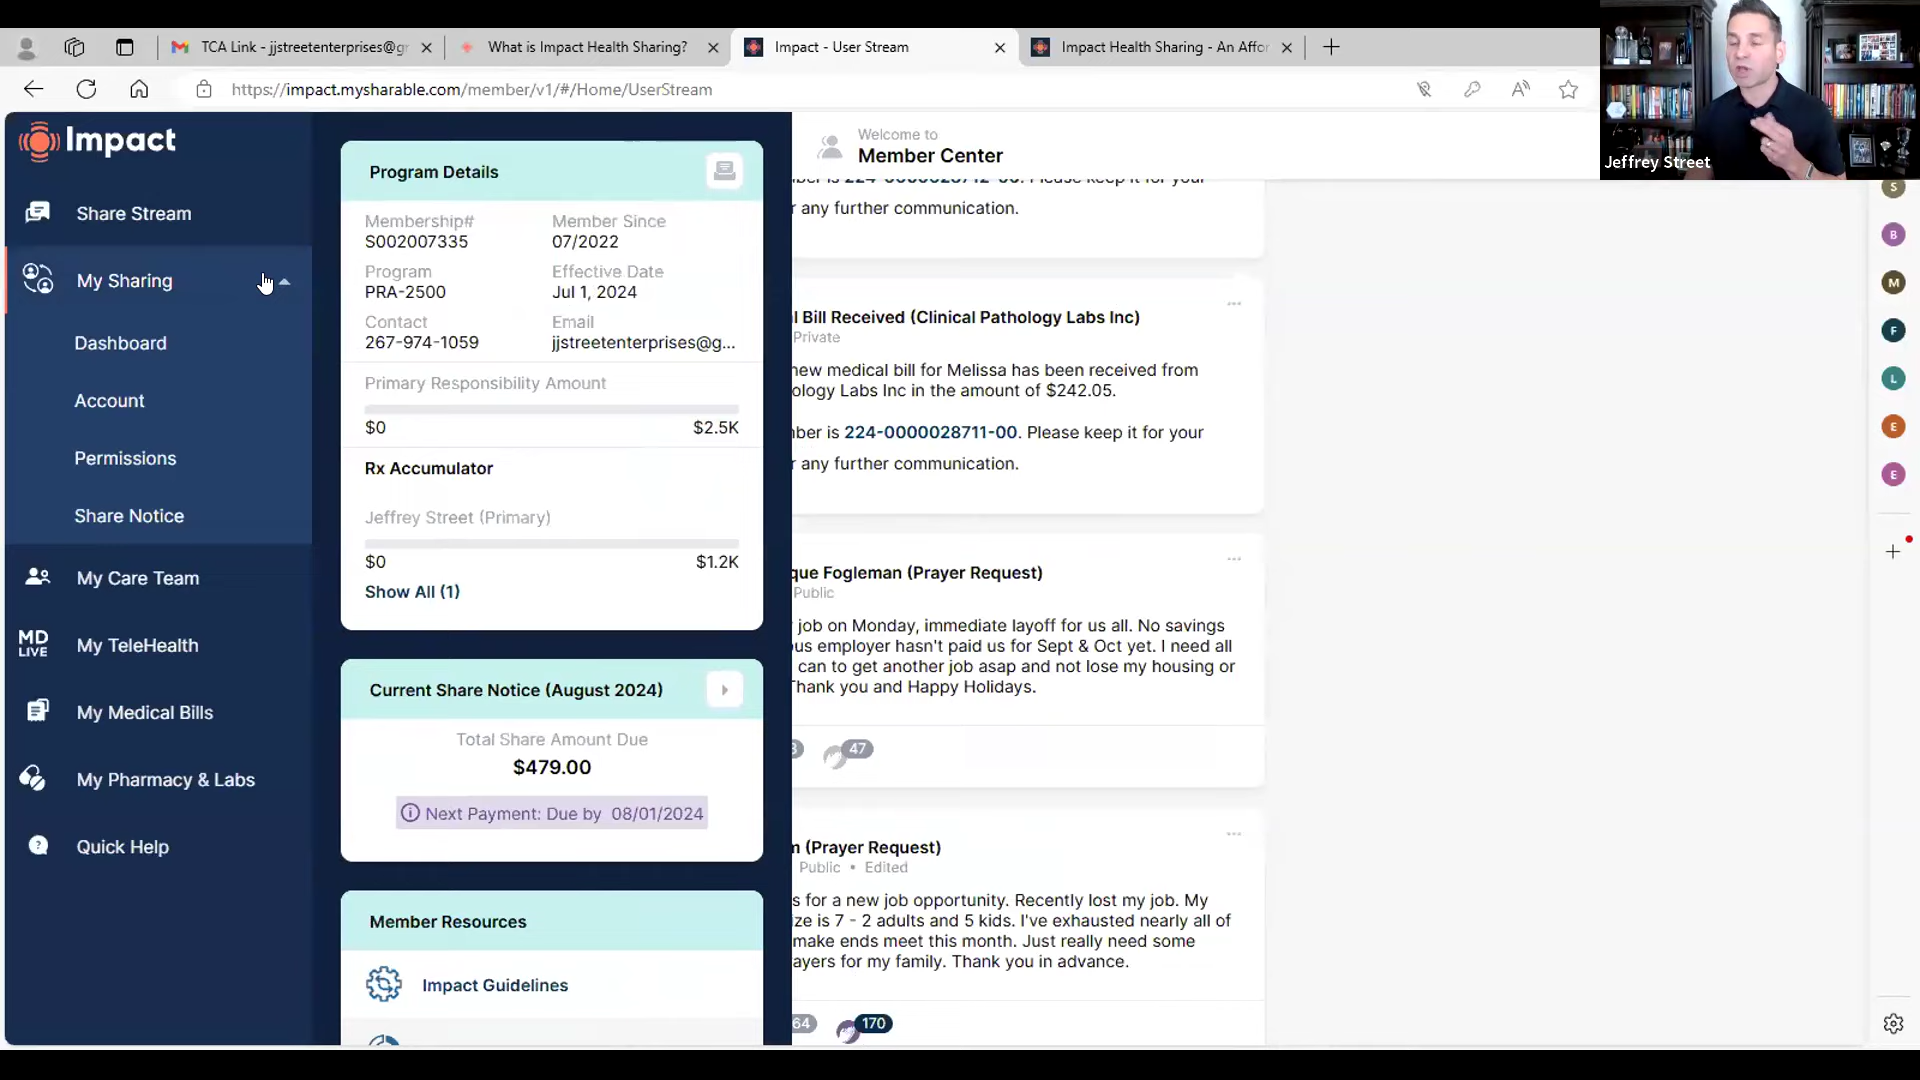 TCA Link - jjstreetenterprises@gr
What is Impact Health Sharing?
Impact - User Stream
Impact Health Sharing - An Affor
https://impact.mysharable.com/member/v1/#/Home/UserStream
Jeffrey Street
Impact
Share Stream
My Sharing
Dashboard
Account
Permissions
Share Notice
My Care Team
MD LIVE
My TeleHealth
My Medical Bills
My Pharmacy & Labs
Quick Help
Program Details
Membership# Member Since
S002007335 07/2022
Program Effective Date
PRA-2500 Jul 1, 2024
Contact Email
267-974-1059 jjstreetenterprises@g...
Primary Responsibility Amount
$0 $2.5K
Rx Accumulator
Jeffrey Street (Primary)
$0 $1.2K
Show All (1)
Current Share Notice (August 2024)
Total Share Amount Due
$479.00
Next Payment: Due by 08/01/2024
Member Resources
Impact Guidelines
Welcome to
Member Center
any further communication.
l Bill Received (Clinical Pathology Labs Inc)
Private
new medical bill for Melissa has been received from
ology Labs Inc in the amount of $242.05.
ber is 224-0000028711-00. Please keep it for your
r any further communication.
que Fogleman (Prayer Request)
Public
job on Monday, immediate layoff for us all. No savings
us employer hasn't paid us for Sept & Oct yet. I need all
can to get another job asap and not lose my housing or
Thank you and Happy Holidays.
47
(Prayer Request)
Public • Edited
s for a new job opportunity. Recently lost my job. My
ize is 7 - 2 adults and 5 kids. I've exhausted nearly all of
make ends meet this month. Just really need some
ayers for my family. Thank you in advance.
64 170
S
B
M
F
L
E
E